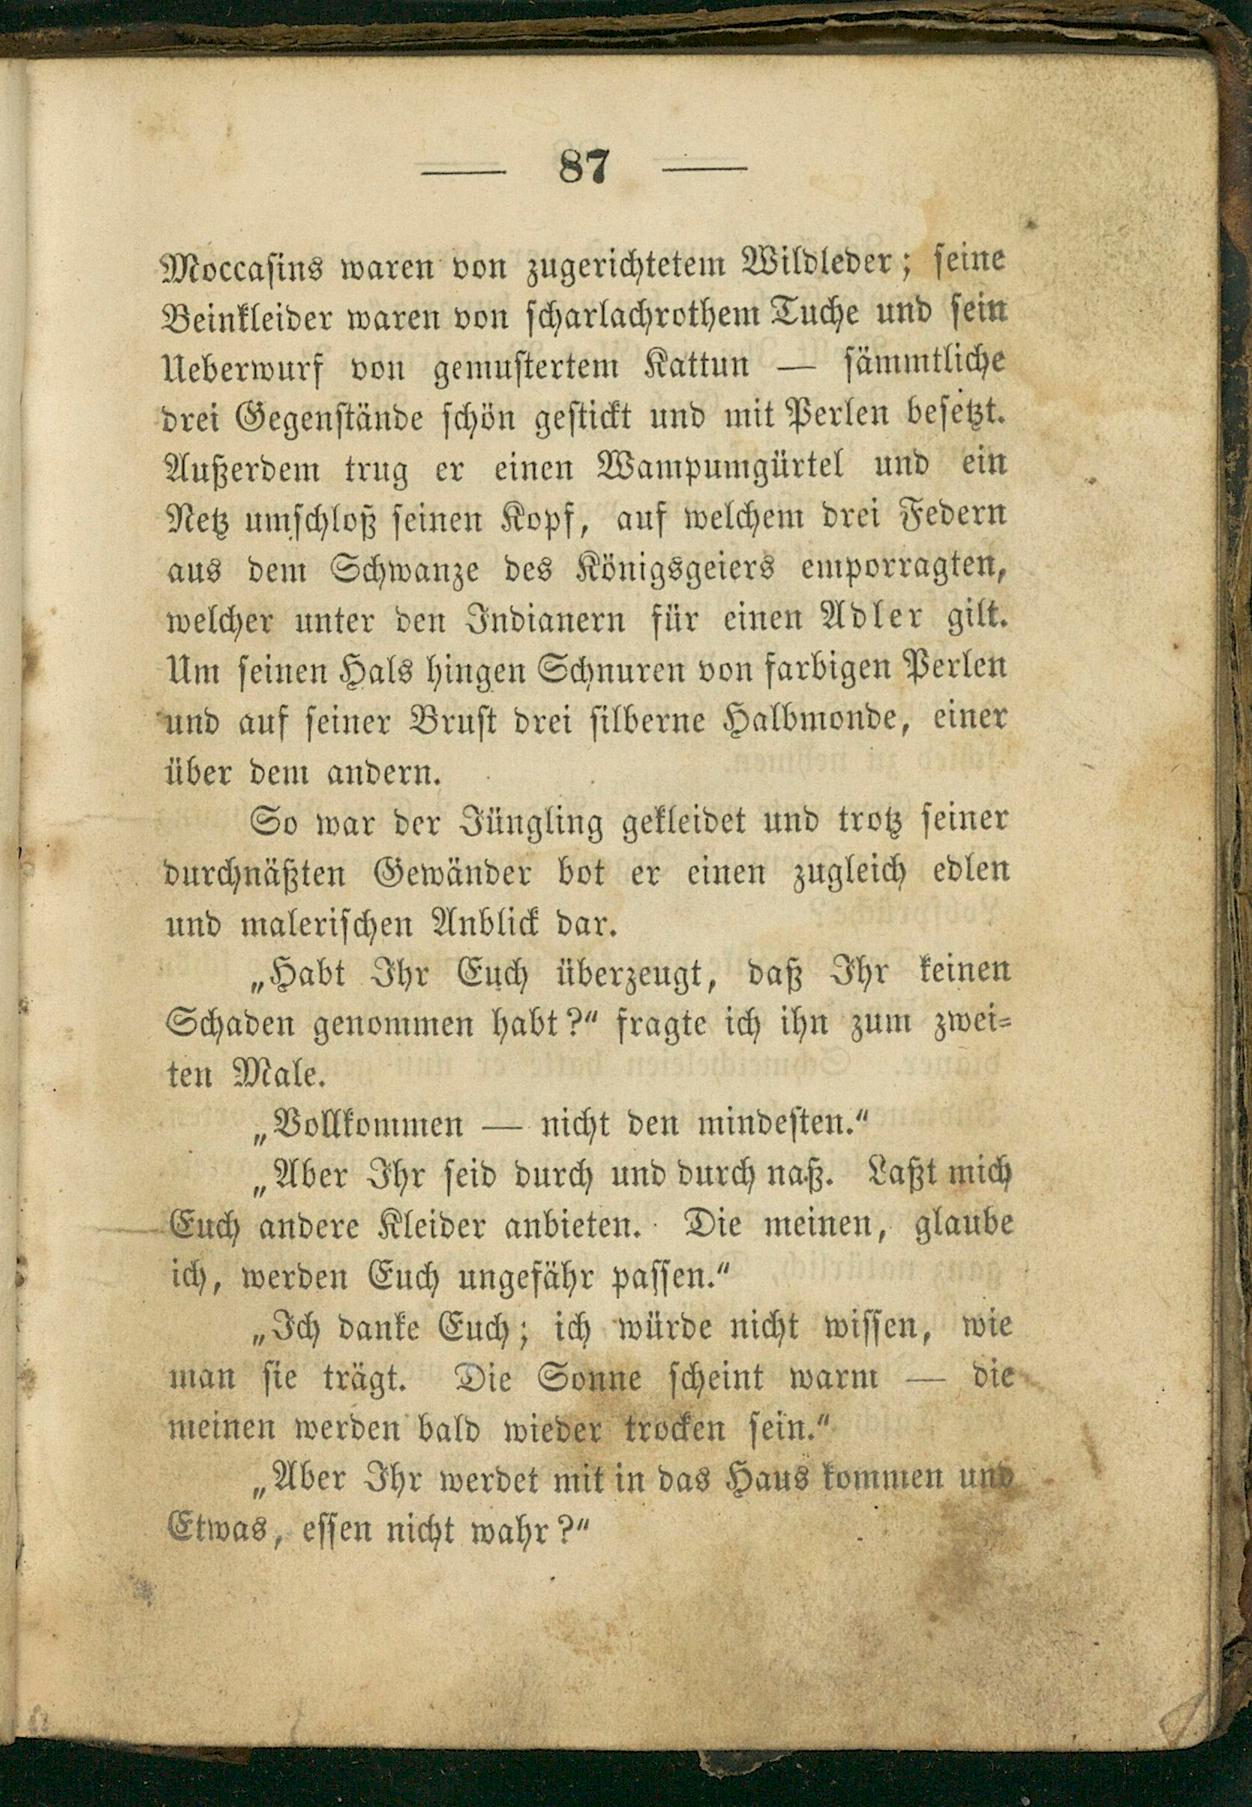 — 87 —
Moccasins waren von zugerichtetem Wildleder; seine
Beinkleider waren von scharlachrothem Tuche und sein
Ueberwurf von gemustertem Kattun — sämmtliche
drei Gegenstände schön gestickt und mit Perlen besetzt.
Außerdem trug er einen Wampumgürtel und ein
Netz umschloß seinen Kopf, auf welchem drei Federn
aus dem Schwanze des Königsgeiers emporragten,
welcher unter den Indianern für einen Adler gilt.
Um seinen Hals hingen Schnuren von farbigen Perlen
und auf seiner Brust drei silberne Halbmonde, einer
über dem andern.
So war der Jüngling gekleidet und trotz seiner
durchnäßten Gewänder bot er einen zugleich edlen
und malerischen Anblick dar.
„Habt Ihr Euch überzeugt, daß Ihr keinen
Schaden genommen habt?“ fragte ich ihn zum zwei-
ten Male.
„Vollkommen — nicht den mindesten.“
„Aber Ihr seid durch und durch naß. Laßt mich
Euch andere Kleider anbieten. Die meinen, glaube
ich, werden Euch ungefähr passen.“
„Ich danke Euch; ich würde nicht wissen, wie
man sie trägt. Die Sonne scheint warm — die
meinen werden bald wieder trocken sein.“
„Aber Ihr werdet mit in das Haus kommen und
Etwas, essen nicht wahr?“